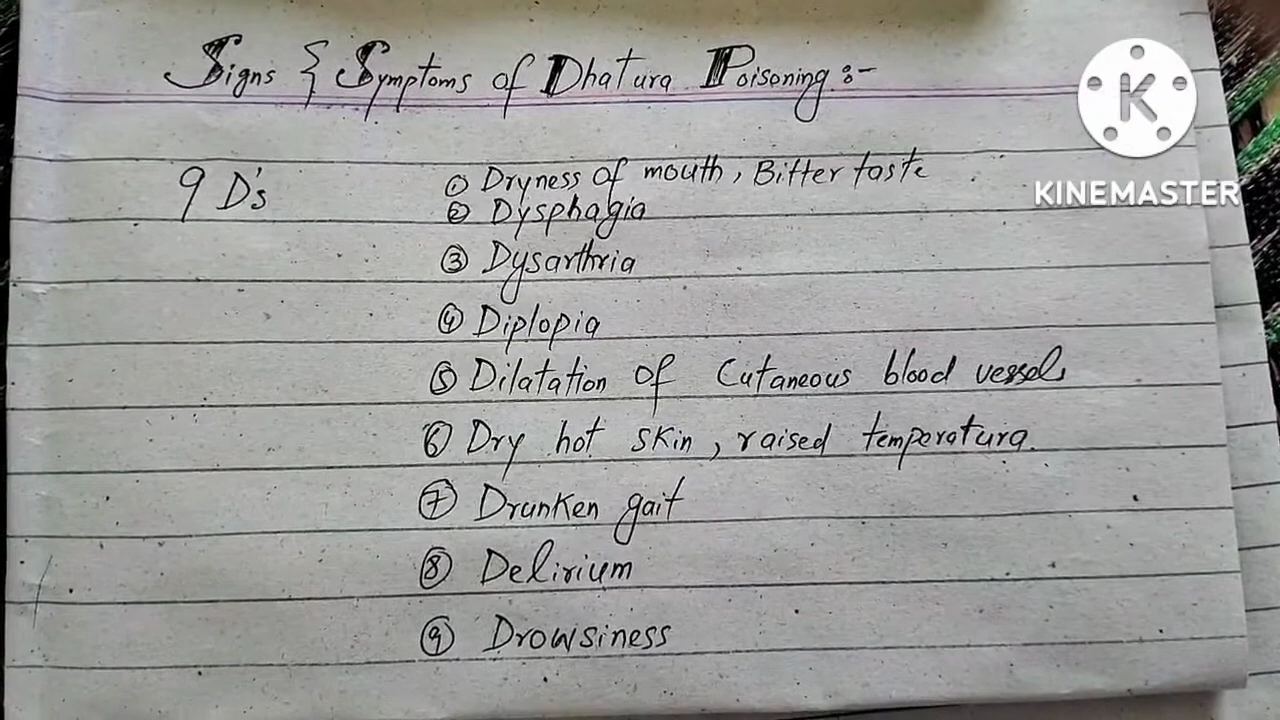 Signs & Symptoms of Dhatura Poisoning :-
K
KINEMASTER
9 D's
① Dryness of mouth, Bitter taste
② Dysphagia
③ Dysarthria
④ Diplopia
⑤ Dilatation of Cutaneous blood vessels
⑥ Dry hot skin, raised temperatura.
⑦ Drunken gait
⑧ Delirium
⑨ Drowsiness